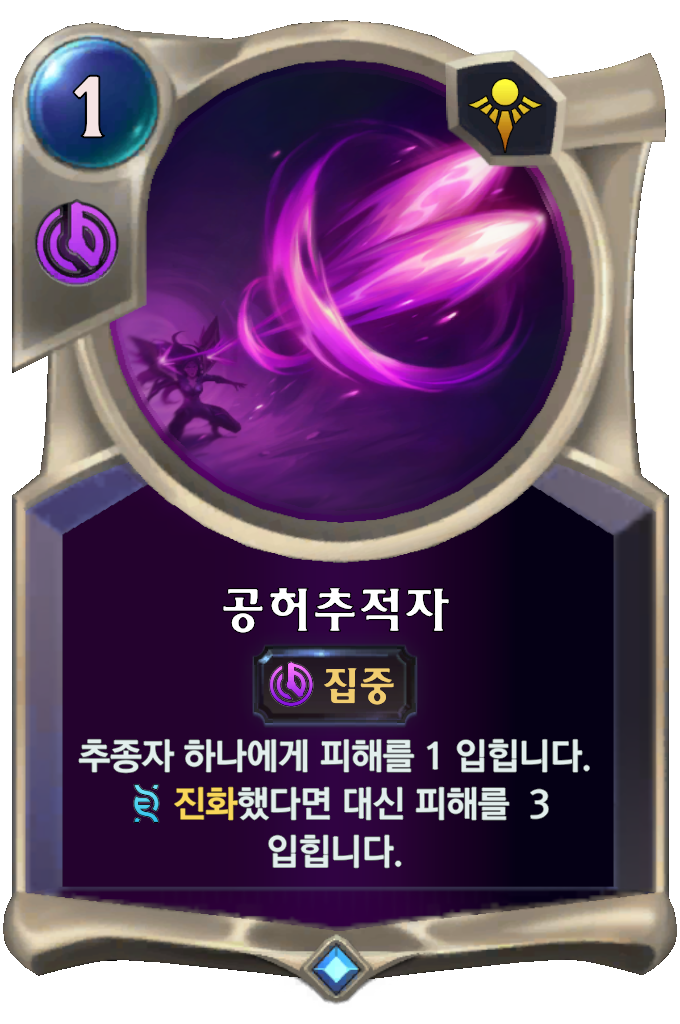 1
공허추적자
집중
추종자 하나에게 피해를 1 입힙니다.
진화했다면 대신 피해를 3
입힙니다.